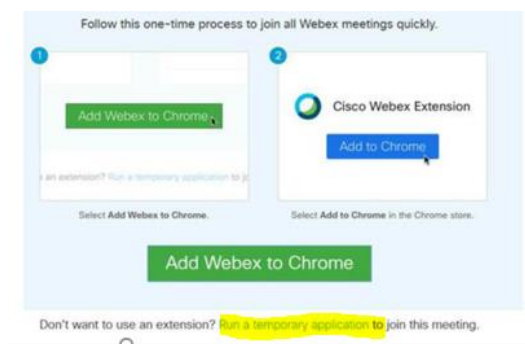 Follow this one-time process to join all Webex meetings quickly.
1
2
Add Webex to Chrome
an extension? Run a temporary application to jo
Cisco Webex Extension
Add to Chrome
Select Add Webex to Chrome.
Select Add to Chrome in the Chrome store.
Add Webex to Chrome
Don't want to use an extension? Run a temporary application to join this meeting.